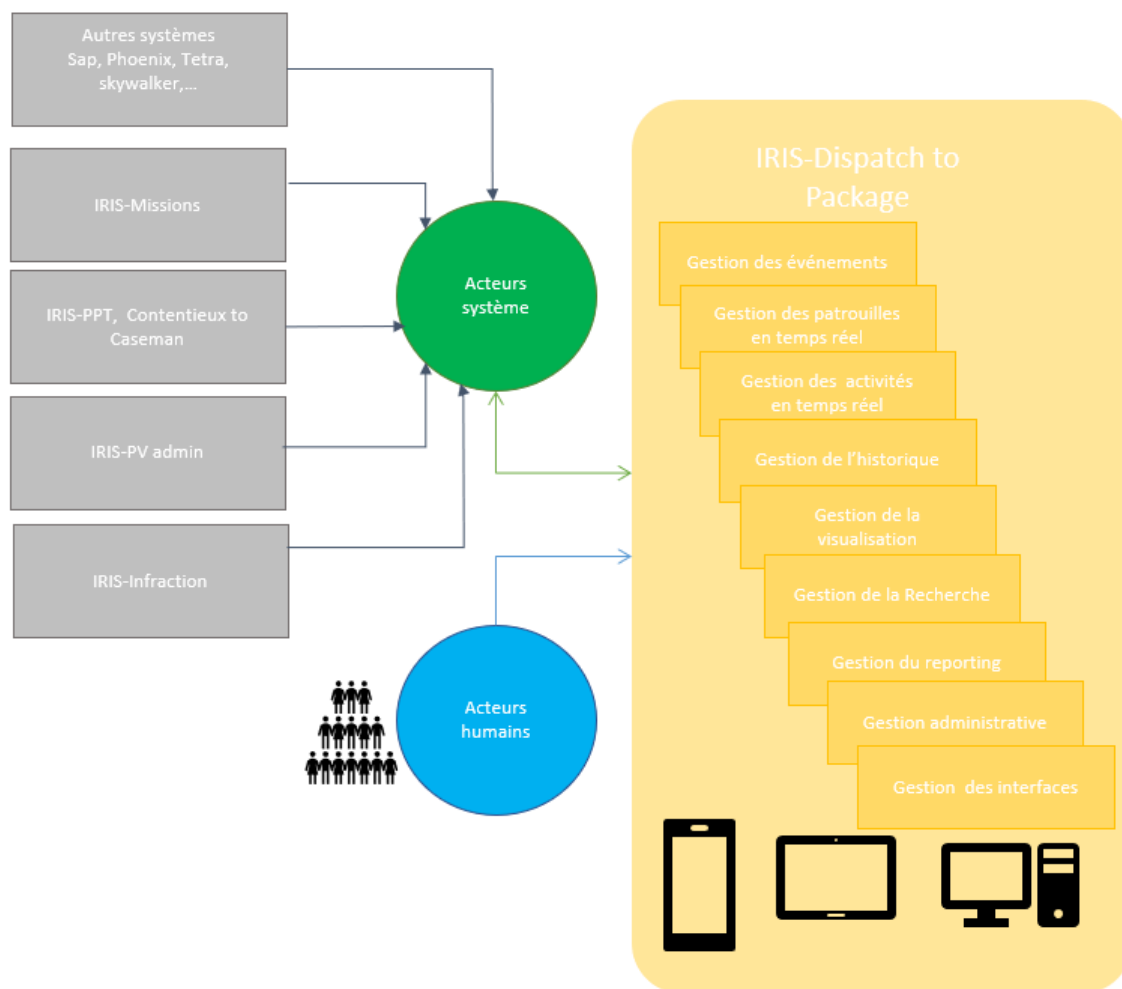 Autres systèmes
Sap, Phoenix, Tetra,
skywalker,...
IRIS-Missions
IRIS-PPT,  Contentieux to
Caseman
IRIS-PV admin
IRIS-Infraction
Acteurs
système
Acteurs
humains
IRIS-Dispatch to
Package
Gestion des événements
Gestion des patrouilles
en temps réel
Gestion des  activités
en temps réel
Gestion de l'historique
Gestion de la
visualisation
Gestion de la Recherche
Gestion du reporting
Gestion administrative
Gestion  des interfaces